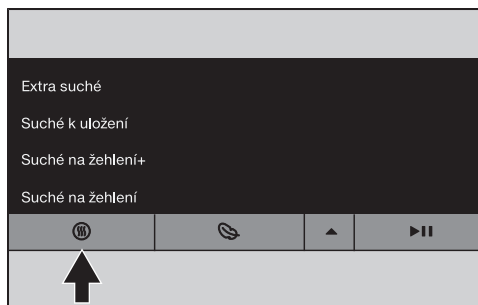 Extra suché
Suché k uložení
Suché na žehlení+
Suché na žehlení